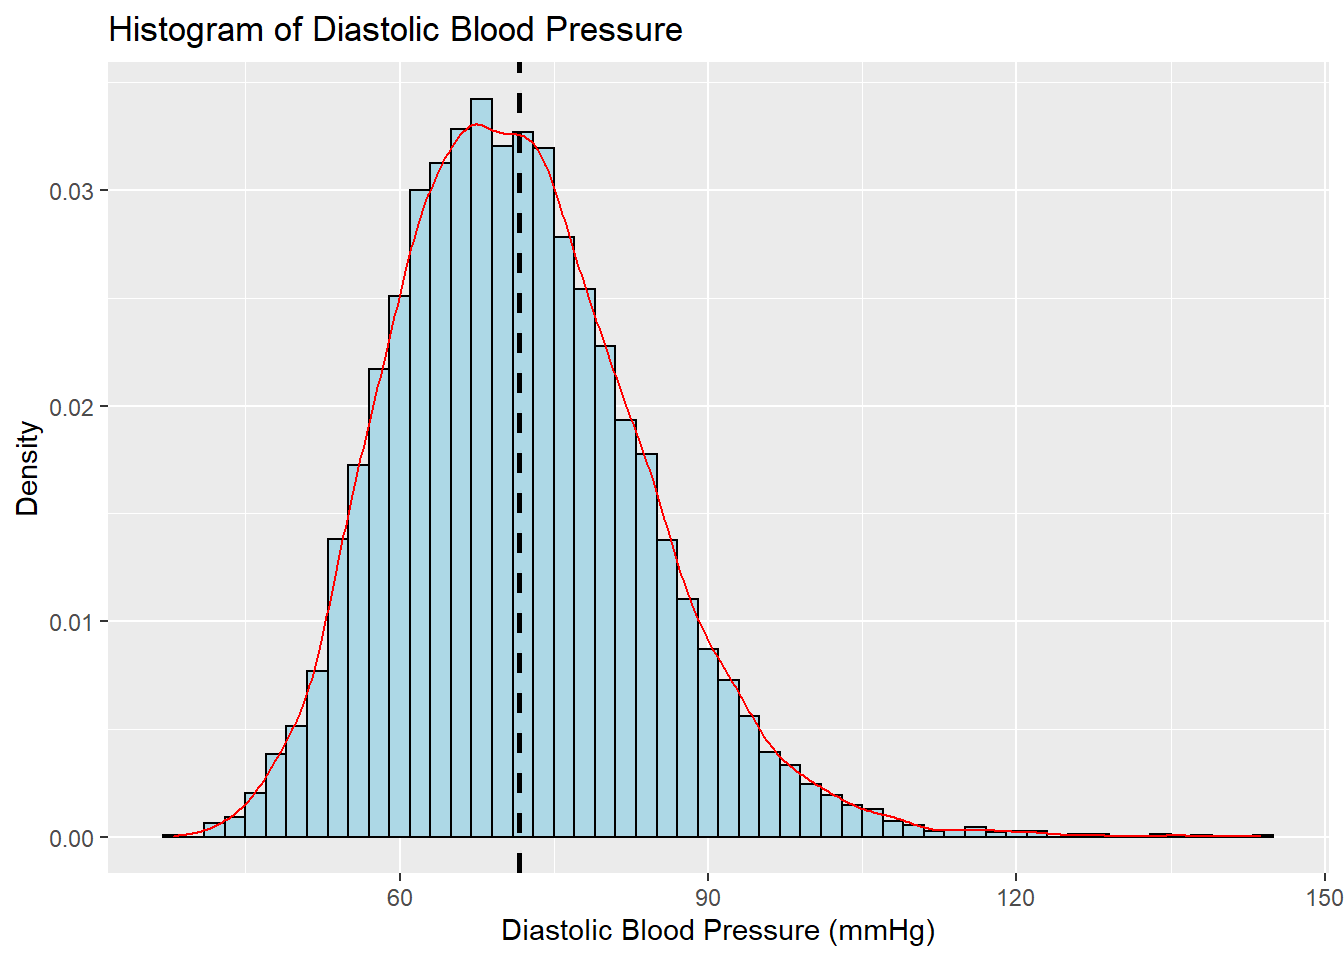 Histogram of Diastolic Blood Pressure
0.03
0.02
0.01
0.00
Density
60 90 120 150
Diastolic Blood Pressure (mmHg)